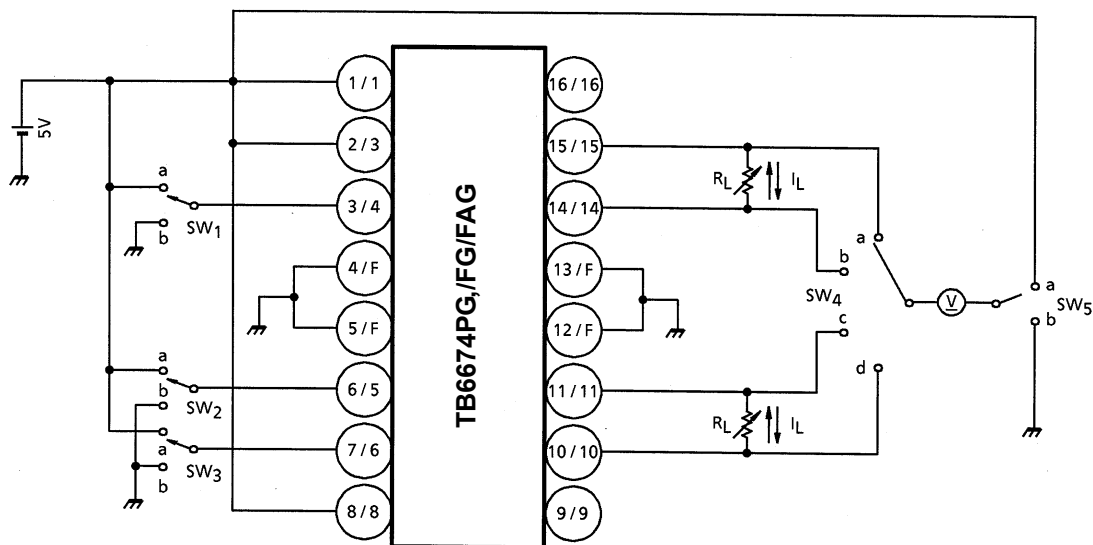 5V
1 / 1
2 / 3
3 / 4
4 / F
5 / F
6 / 5
7 / 6
8 / 8
a
b
SW1
a
b
SW2
a
b
SW3
TB6674PG,/FG/FAG
16 / 16
15 / 15
14 / 14
13 / F
12 / F
11 / 11
10 / 10
9 / 9
RL
IL
RL
IL
a
b
SW4
c
d
V
a
SW5
b